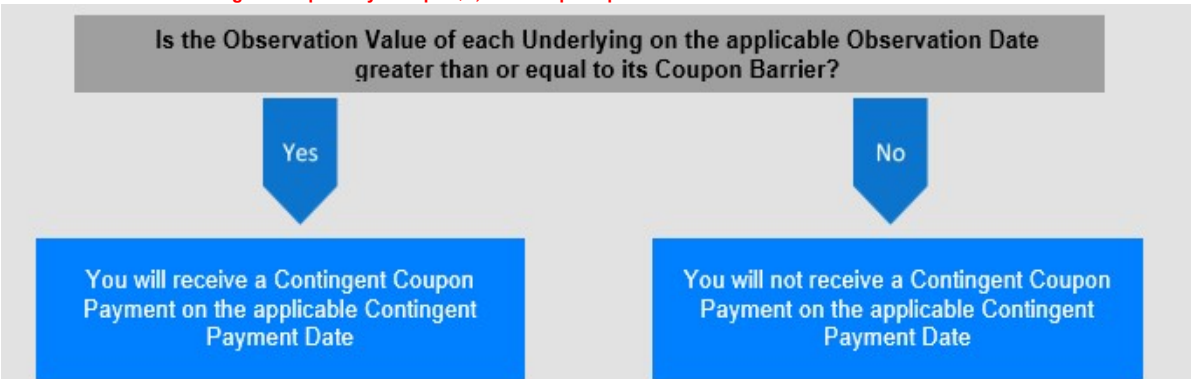 Is the Observation Value of each Underlying on the applicable Observation Date
greater than or equal to its Coupon Barrier?
Yes
No
You will receive a Contingent Coupon
Payment on the applicable Contingent
Payment Date
You will not receive a Contingent Coupon
Payment on the applicable Contingent
Payment Date